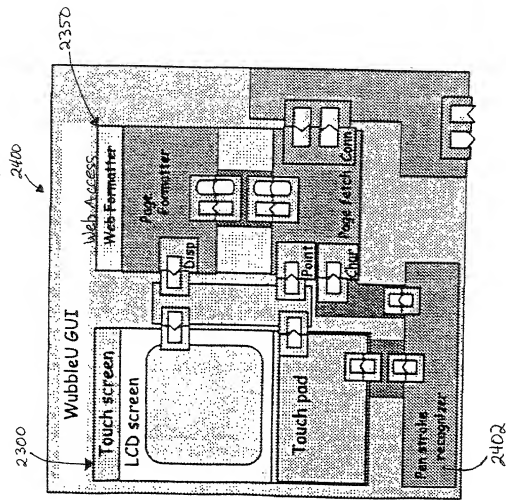 2400
2350
Web Access
WubbleU GUI
2300
Touch screen
Web Formatter
LCD screen
Page
Formatter
Disp
Touch pad
Point
Page fetch
Conn
Char
Pen stroke
recognizer
2402